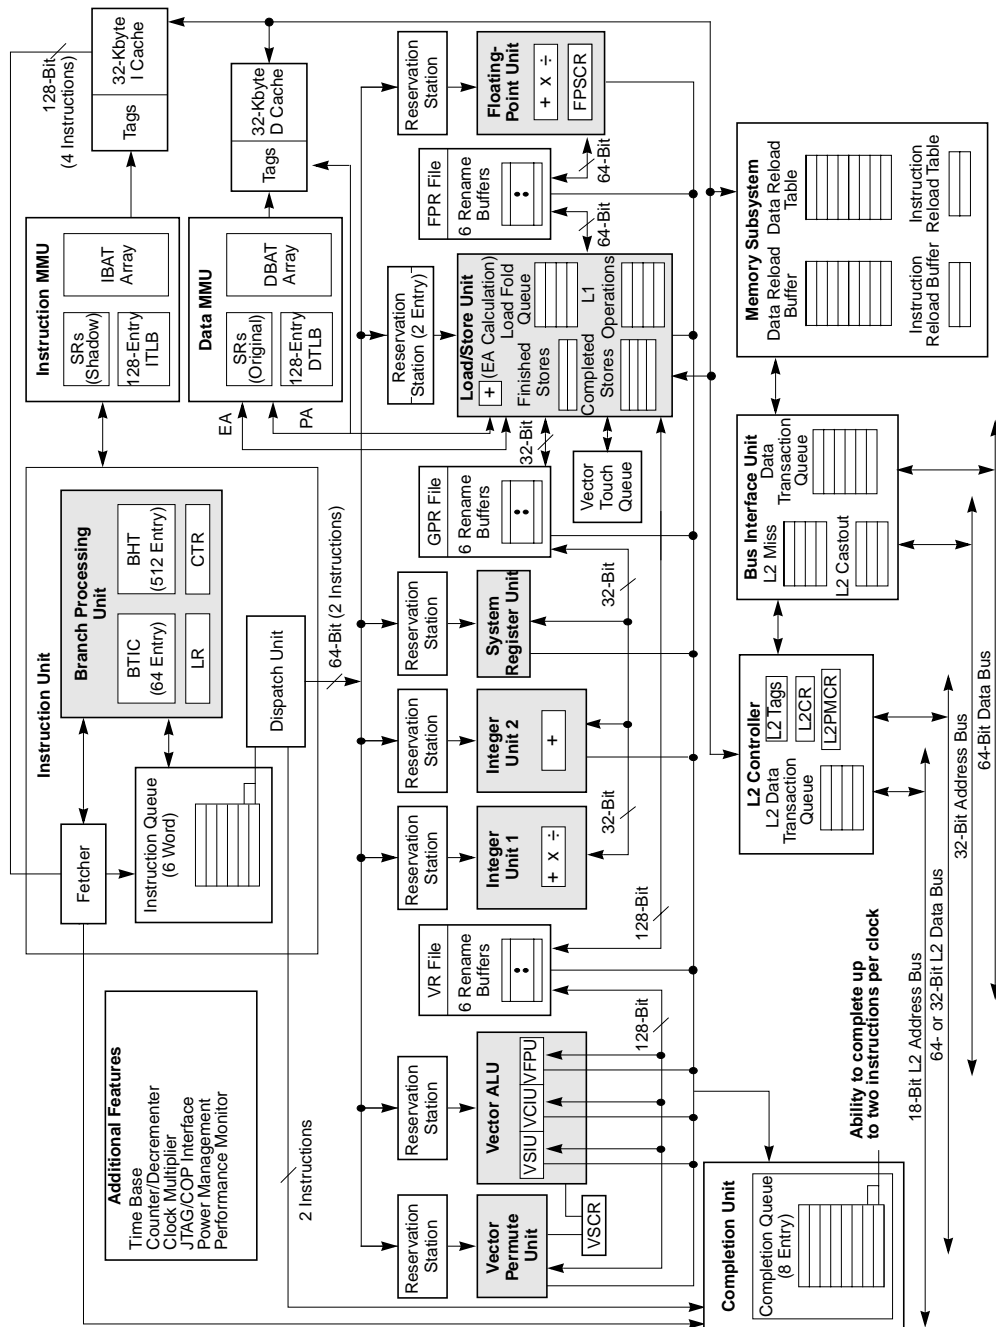 Additional Features
Time Base
Counter/Decrementer
Clock Multiplier
JTAG/COP Interface
Power Management
Performance Monitor
Instruction Unit
Fetcher
Branch Processing
Unit
BTIC
(64 Entry)
BHT
(512 Entry)
LR
CTR
Instruction Queue
(6 Word)
Dispatch Unit
Instruction MMU
SRs
(Shadow)
IBAT
Array
128-Entry
ITLB
Tags
32-Kbyte
I Cache
128-Bit
(4 Instructions)
Data MMU
SRs
(Original)
DBAT
Array
128-Entry
DTLB
Tags
32-Kbyte
D Cache
EA
PA
64-Bit (2 Instructions)
2 Instructions
Reservation
Station
Reservation
Station
Reservation
Station
Reservation
Station
Reservation
Station
Reservation
Station (2 Entry)
Reservation
Station
Vector
Permute
Unit
VSCR
Vector ALU
VSIU
VCIU
VFPU
VR File
6 Rename
Buffers
128-Bit
128-Bit
Integer
Unit 1
+ x ÷
32-Bit
Integer
Unit 2
+
System
Register Unit
32-Bit
GPR File
6 Rename
Buffers
32-Bit
Vector
Touch
Queue
Load/Store Unit
+
(EA Calculation)
Load Fold
Queue
Finished
Stores
L1
Operations
Completed
Stores
FPR File
6 Rename
Buffers
64-Bit
64-Bit
Floating-
Point Unit
+ x ÷
FPSCR
Completion Unit
Completion Queue
(8 Entry)
Ability to complete up
to two instructions per clock
L2 Controller
L2 Tags
L2CR
L2PMCR
L2 Data
Transaction
Queue
Bus Interface Unit
L2 Miss
Data
Transaction
Queue
L2 Castout
Memory Subsystem
Data Reload
Buffer
Data Reload
Table
Instruction
Reload Buffer
Instruction
Reload Table
18-Bit L2 Address Bus
64- or 32-Bit L2 Data Bus
32-Bit Address Bus
64-Bit Data Bus